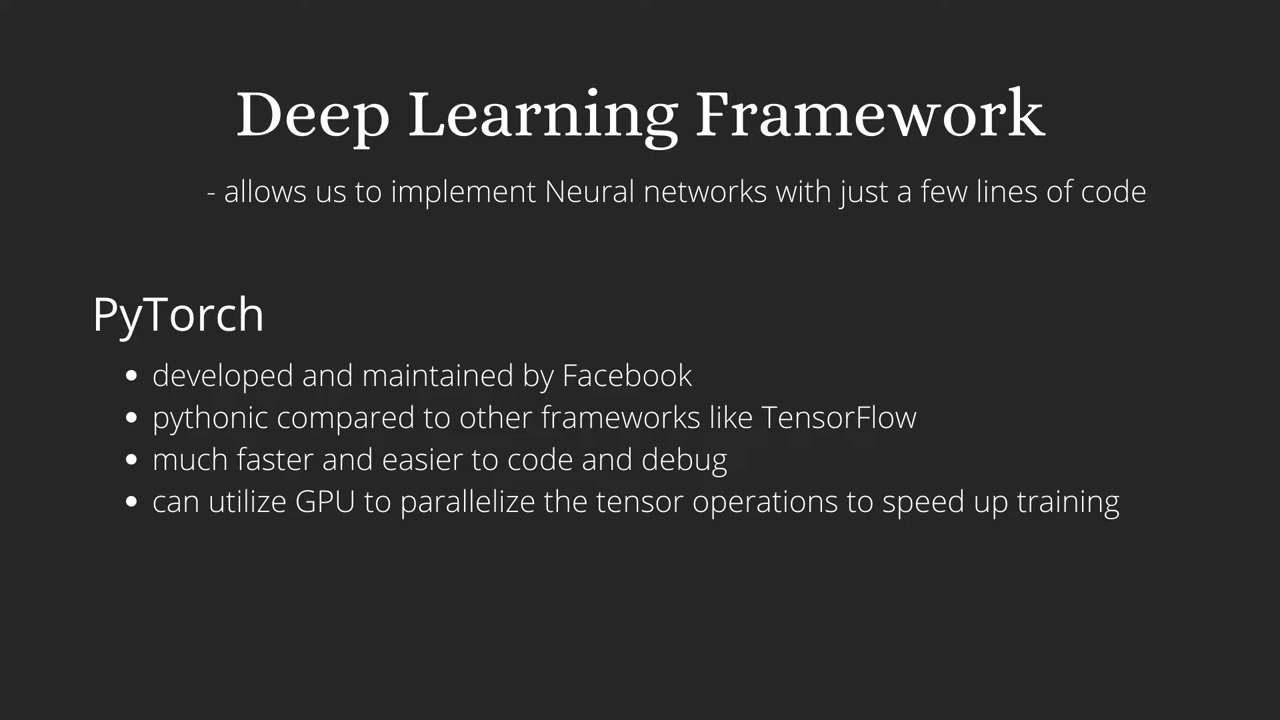 Deep Learning Framework
- allows us to implement Neural networks with just a few lines of code
PyTorch
• developed and maintained by Facebook
• pythonic compared to other frameworks like TensorFlow
• much faster and easier to code and debug
• can utilize GPU to parallelize the tensor operations to speed up training